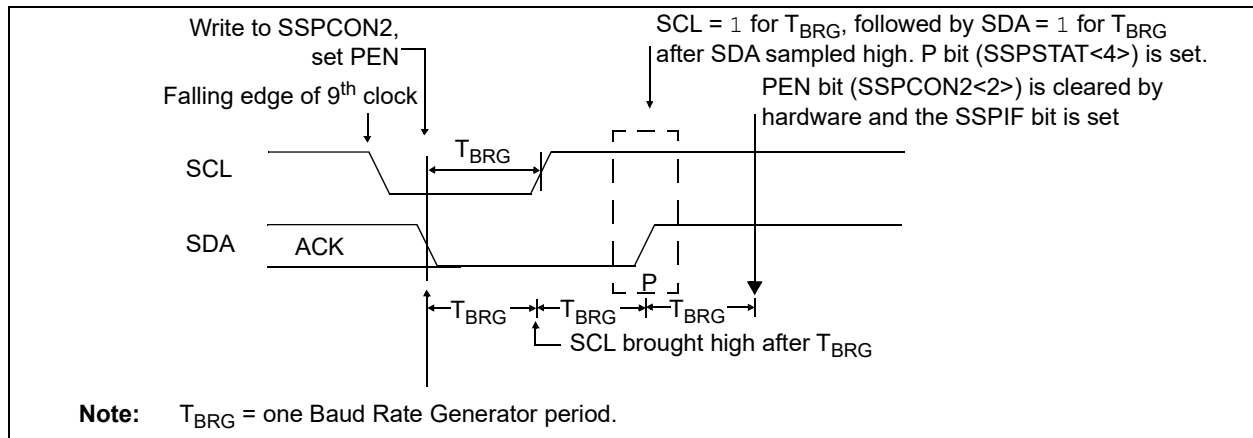 Write to SSPCON2,
set PEN
SCL = 1 for TBRG, followed by SDA = 1 for TBRG
after SDA sampled high. P bit (SSPSTAT<4>) is set.
Falling edge of 9th clock
PEN bit (SSPCON2<2>) is cleared by
hardware and the SSPIF bit is set
TBRG
SCL
SDA
ACK
P
TBRG
TBRG
TBRG
SCL brought high after TBRG
Note: TBRG = one Baud Rate Generator period.